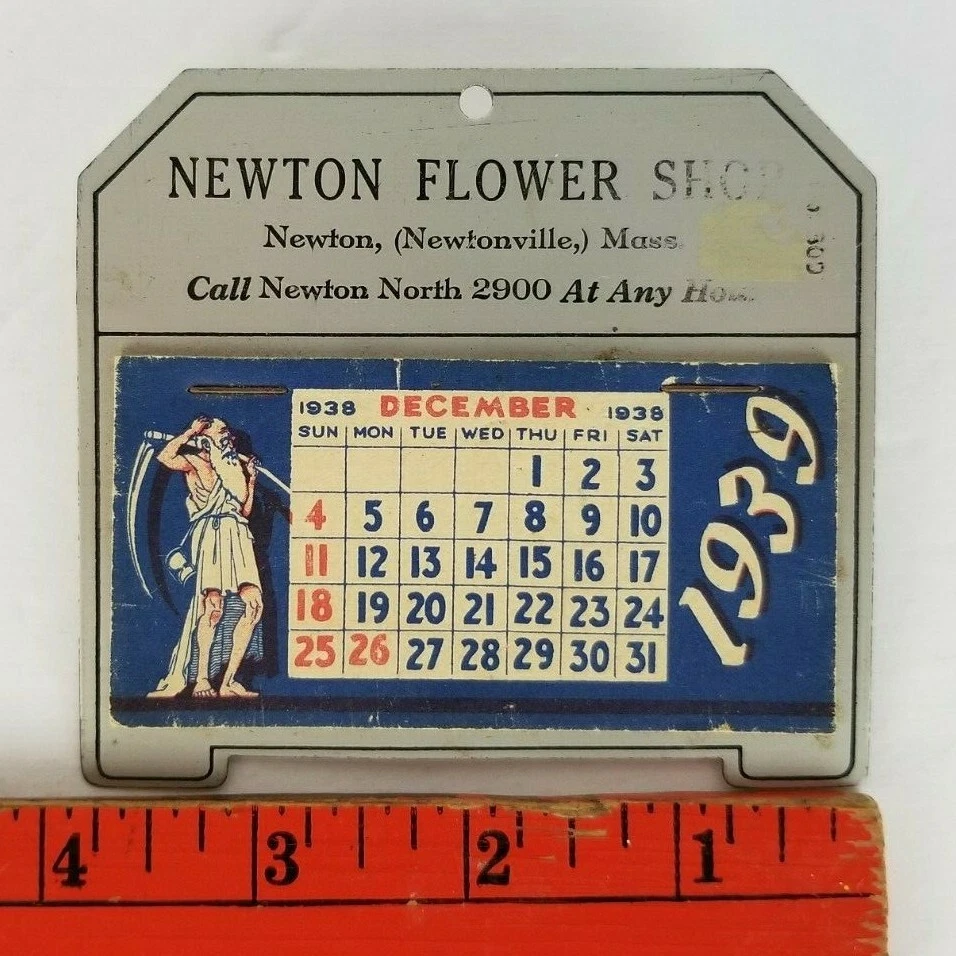 NEWTON FLOWER SHOP
Newton, (Newtonville,) Mass.
Call Newton North 2900 At Any Hour
1938 DECEMBER 1938
SUN MON TUE WED THU FRI SAT
1 2 3
4 5 6 7 8 9 10
11 12 13 14 15 16 17
18 19 20 21 22 23 24
25 26 27 28 29 30 31
1939
4 3 2 1